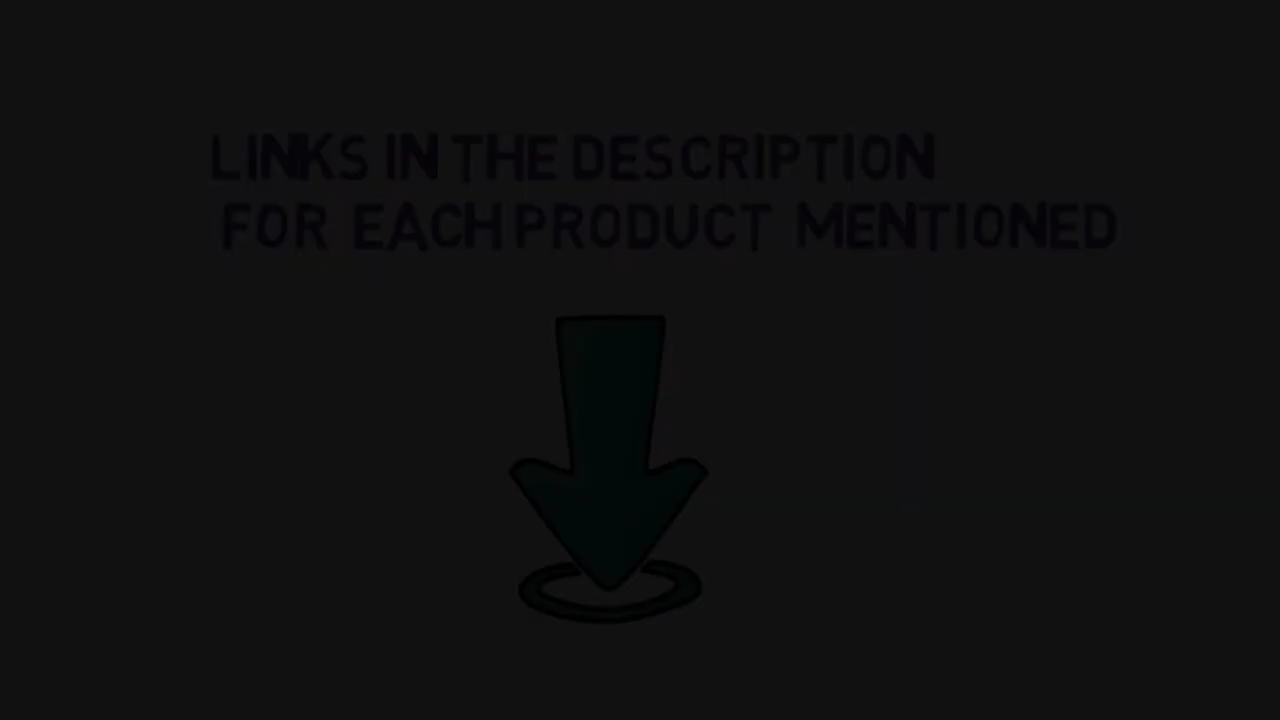 LINKS IN THE DESCRIPTION
FOR EACH PRODUCT MENTIONED